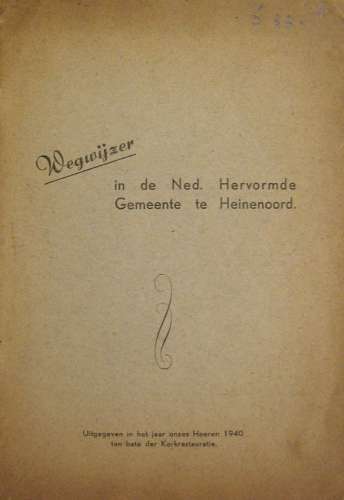 Wegwijzer
in de Ned. Hervormde
Gemeente te Heinenoord.
Uitgegeven in het jaar onzes Heeren 1940
ten bate der Kerkrestauratie.